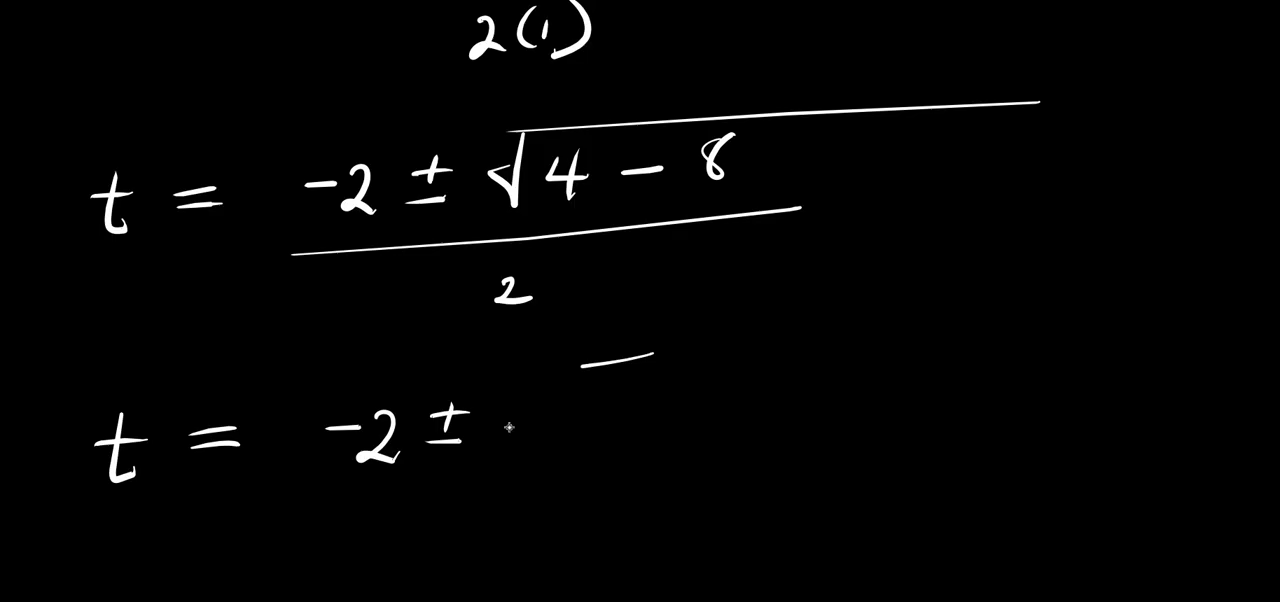 2(1)
t = -2 ± √4 - 8
2
t = -2 ±